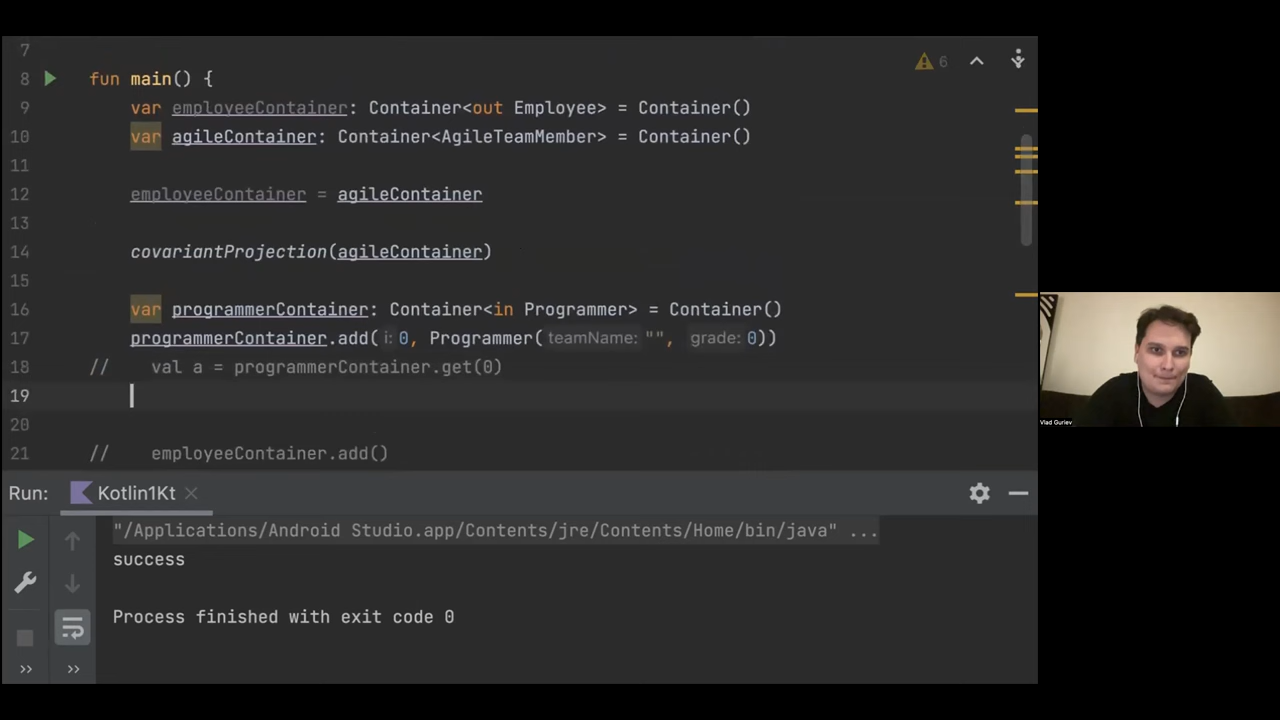 7
8 fun main() {
9 var employeeContainer: Container<out Employee> = Container()
10 var agileContainer: Container<AgileTeamMember> = Container()
11
12 employeeContainer = agileContainer
13
14 covariantProjection(agileContainer)
15
16 var programmerContainer: Container<in Programmer> = Container()
17 programmerContainer.add( i: 0, Programmer( teamName: "", grade: 0))
18 // val a = programmerContainer.get(0)
19
20
21 // employeeContainer.add()
6
Vlad Guriev
Run: Kotlin1Kt
"/Applications/Android Studio.app/Contents/jre/Contents/Home/bin/java" ...
success
Process finished with exit code 0